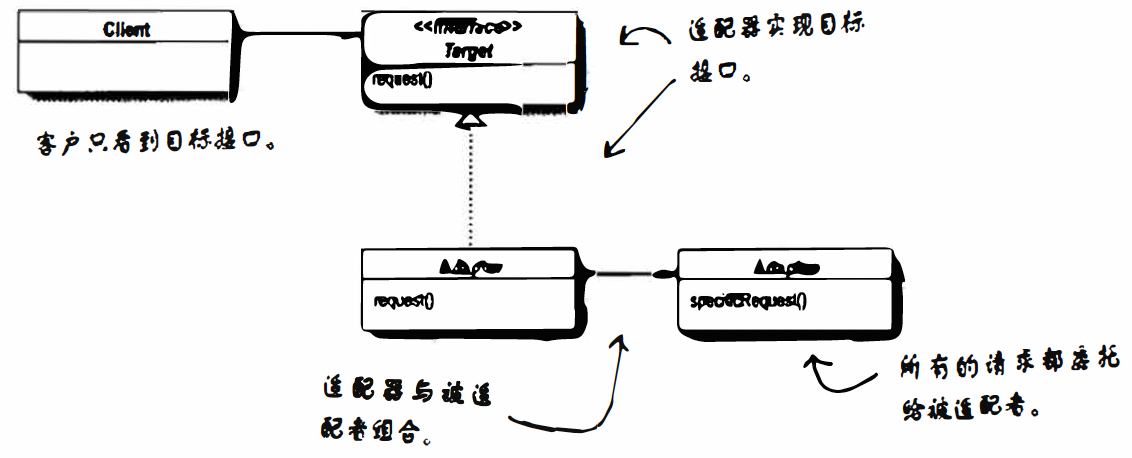 Client
<<Interface>>
Target
request()
适配器实现目标
接口。
客户只看到目标接口。
request()
specificRequest()
适配器与被适
配者组合。
所有的请求都委托
给被适配者。